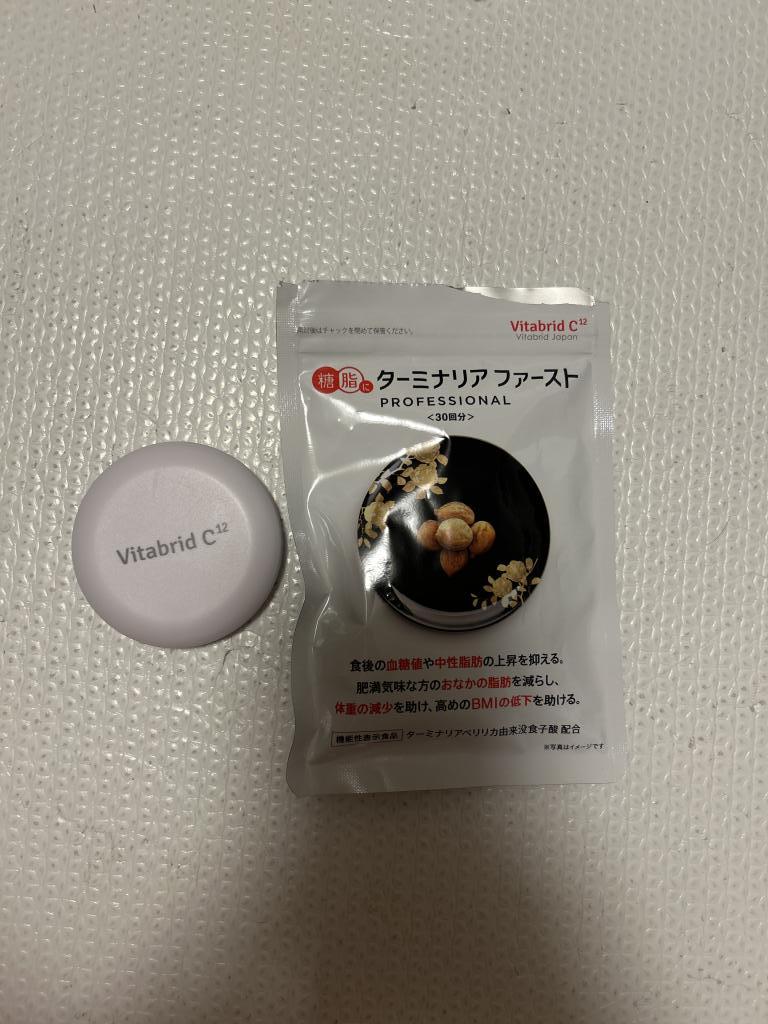 Vitabrid C¹²
開封後はチャックを閉めて保管ください。
Vitabrid C¹²
Vitabrid Japan
糖脂に ターミナリア ファースト
PROFESSIONAL
<30回分>
食後の血糖値や中性脂肪の上昇を抑える。
肥満気味な方のおなかの脂肪を減らし、
体重の減少を助け、高めのBMIの低下を助ける。
機能性表示食品 ターミナリアベリリカ由来没食子酸 配合
※写真はイメージです